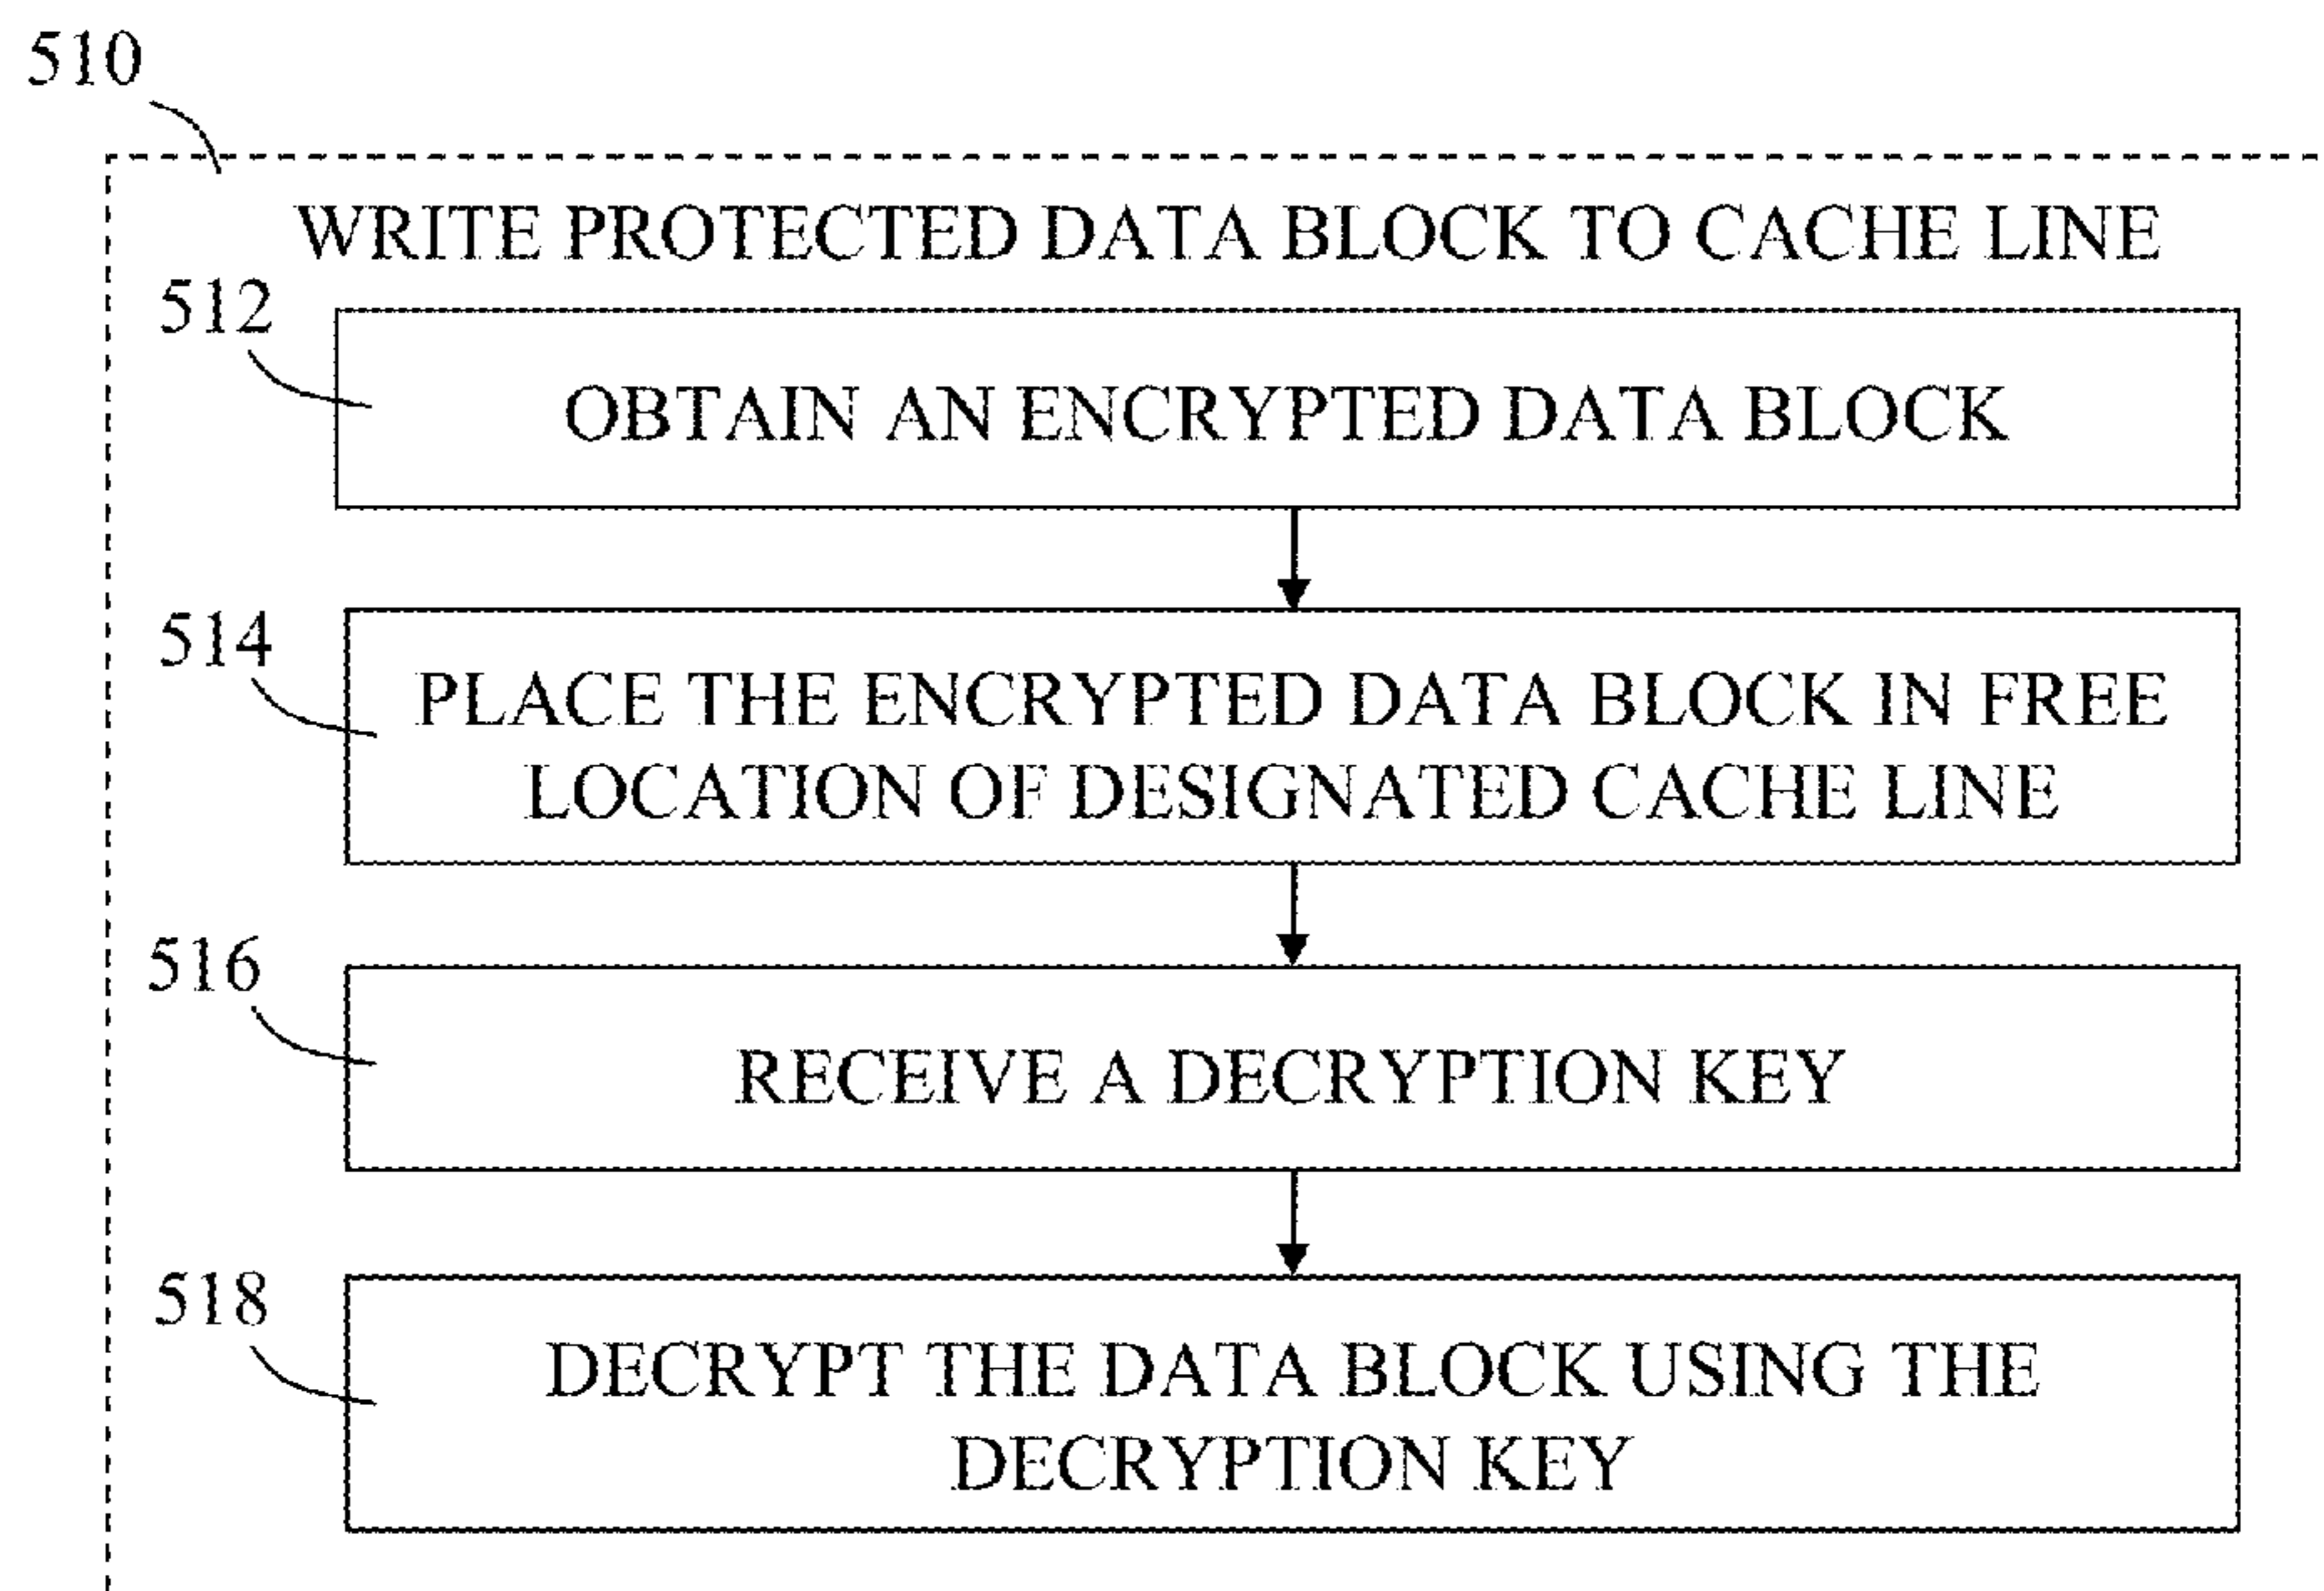 510
WRITE PROTECTED DATA BLOCK TO CACHE LINE
512
OBTAIN AN ENCRYPTED DATA BLOCK
514
PLACE THE ENCRYPTED DATA BLOCK IN FREE
LOCATION OF DESIGNATED CACHE LINE
516
RECEIVE A DECRYPTION KEY
518
DECRYPT THE DATA BLOCK USING THE
DECRYPTION KEY